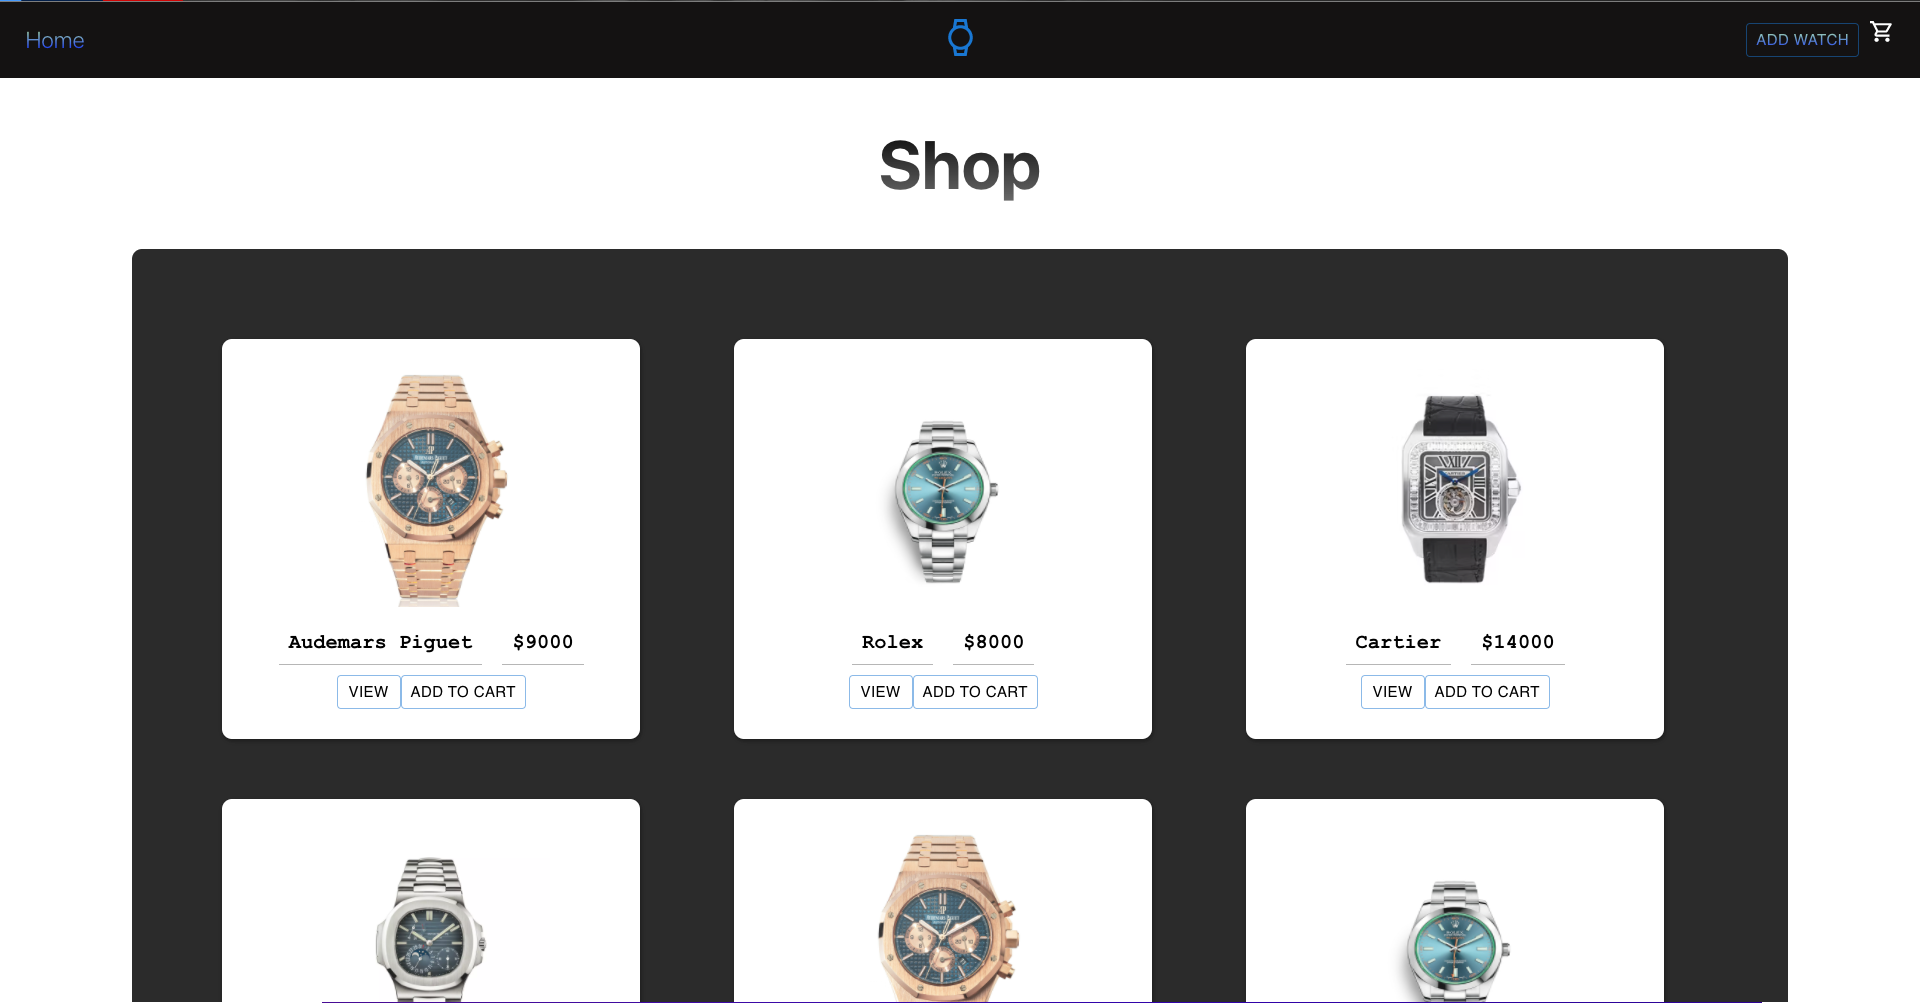 Home
ADD WATCH
Shop
Audemars Piguet $9000
VIEW ADD TO CART
Rolex $8000
VIEW ADD TO CART
Cartier $14000
VIEW ADD TO CART